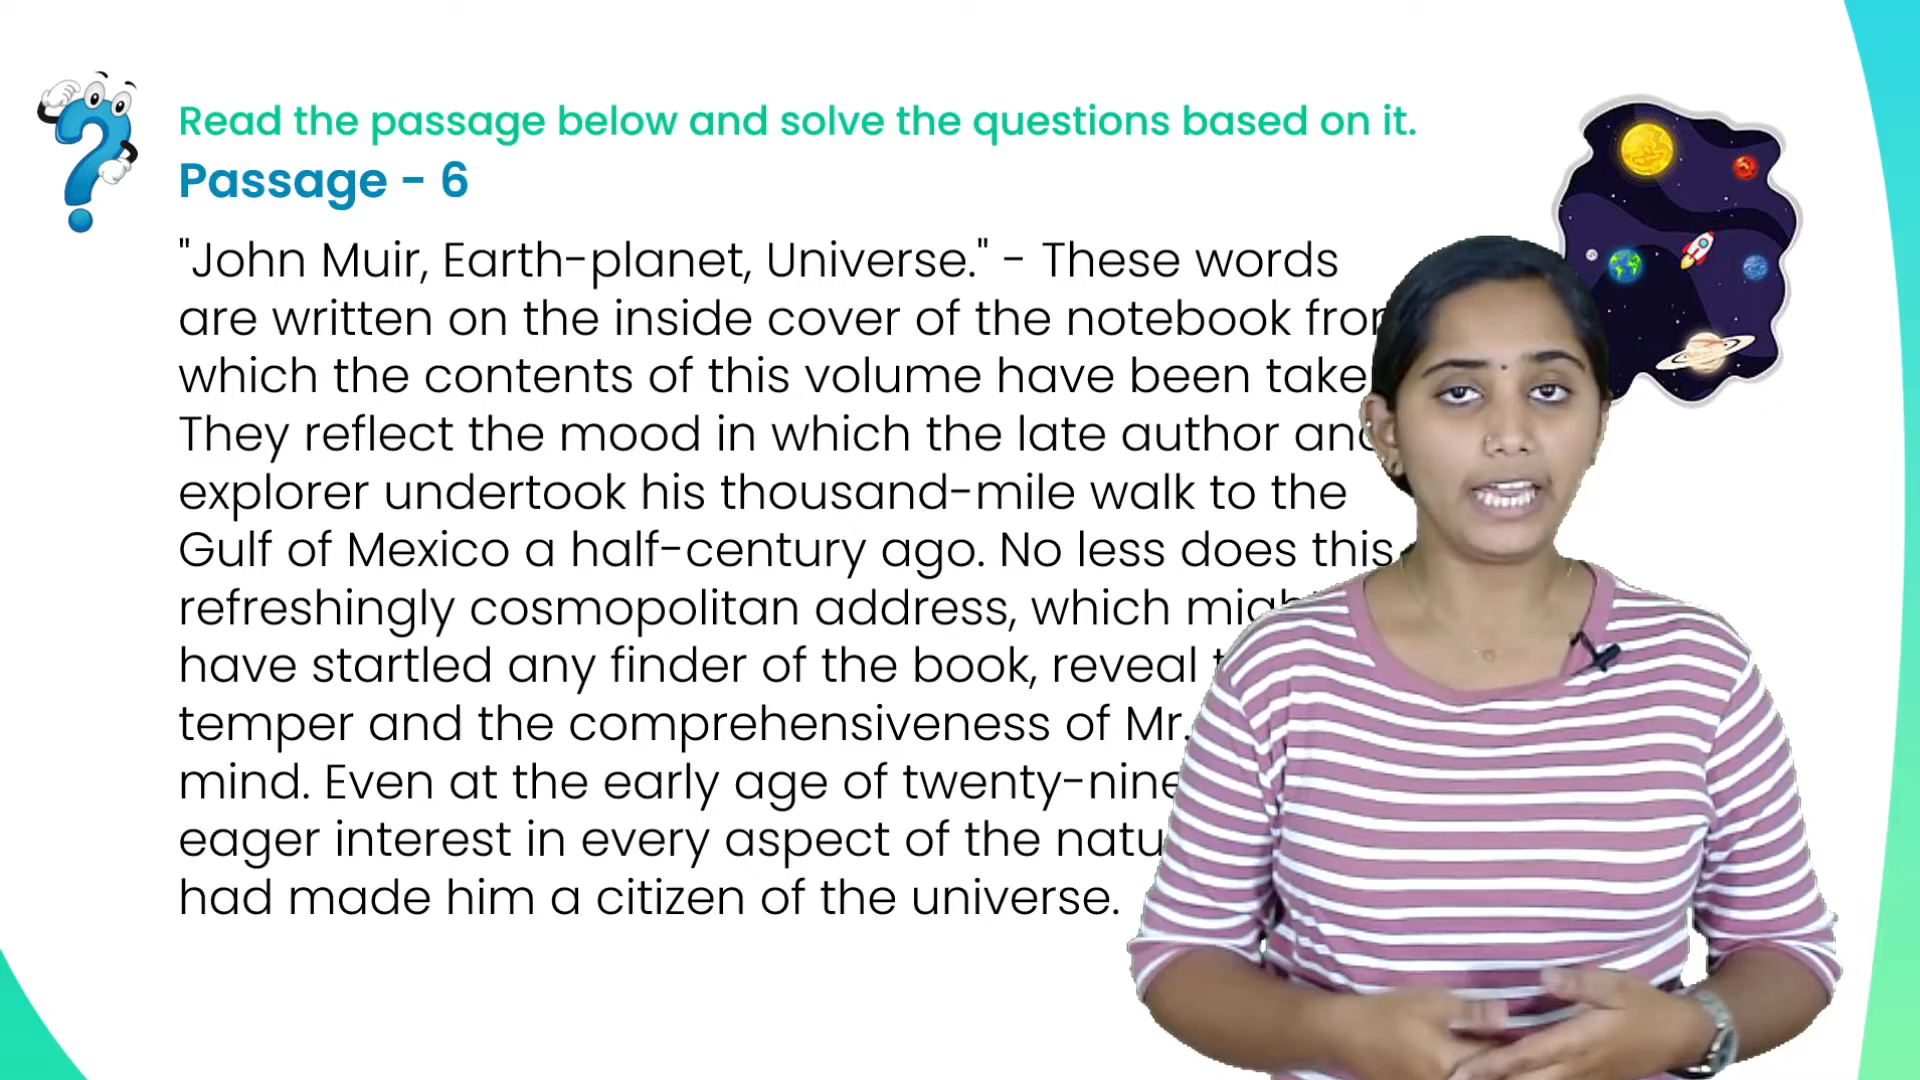 Read the passage below and solve the questions based on it.
Passage - 6
"John Muir, Earth-planet, Universe." - These words
are written on the inside cover of the notebook
which the contents of this volume have been
They reflect the mood in which the late author
explorer undertook his thousand-mile walk to the
Gulf of Mexico a half-century ago. No less does this
refreshingly cosmopolitan address, which
have startled any finder of the book, reveal
temper and the comprehensiveness of Mr.
mind. Even at the early age of twenty-nine
eager interest in every aspect of the
had made him a citizen of the universe.